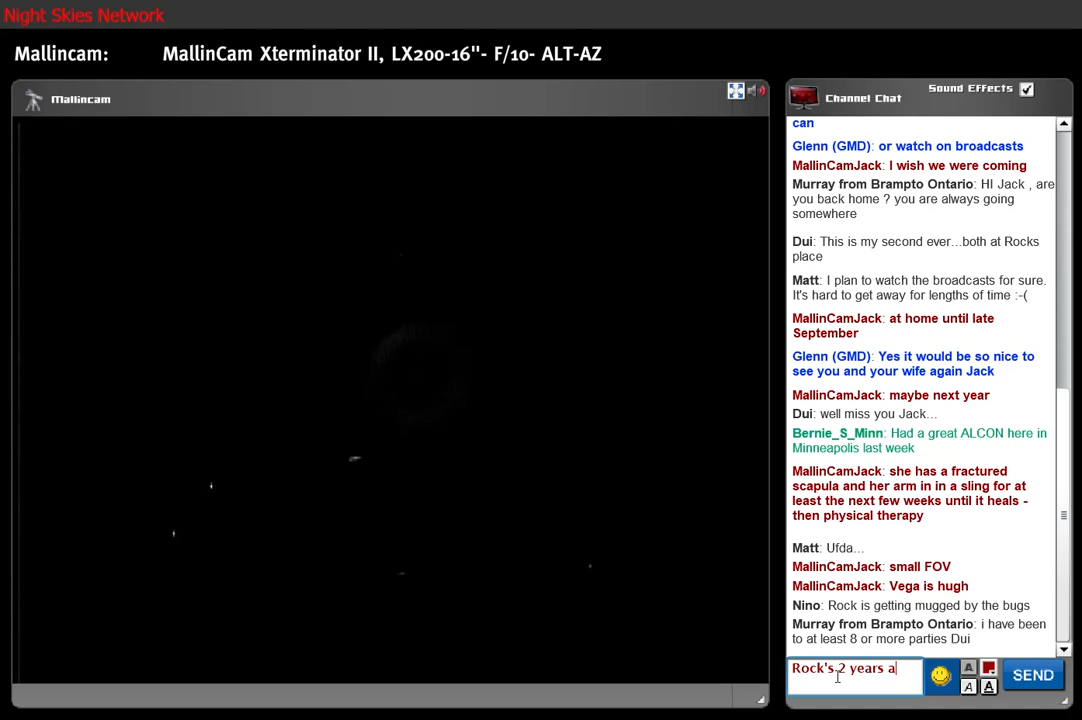 Night Skies Network
Mallincam: MallinCam Xterminator II, LX200-16"- F/10- ALT-AZ
Mallincam
Channel Chat
Sound Effects
can
Glenn (GMD): or watch on broadcasts
MallinCamJack: I wish we were coming
Murray from Brampto Ontario: HI Jack , are
you back home ? you are always going
somewhere
Dui: This is my second ever...both at Rocks
place
Matt: I plan to watch the broadcasts for sure.
It's hard to get away for lengths of time :-(
MallinCamJack: at home until late
September
Glenn (GMD): Yes it would be so nice to
see you and your wife again Jack
MallinCamJack: maybe next year
Dui: well miss you Jack...
Bernie_S_Minn: Had a great ALCON here in
Minneapolis last week
MallinCamJack: she has a fractured
scapula and her arm in in a sling for at
least the next few weeks until it heals -
then physical therapy
Matt: Ufda...
MallinCamJack: small FOV
MallinCamJack: Vega is hugh
Nino: Rock is getting mugged by the bugs
Murray from Brampto Ontario: i have been
to at least 8 or more parties Dui
Rock's 2 years a
A
A A
SEND